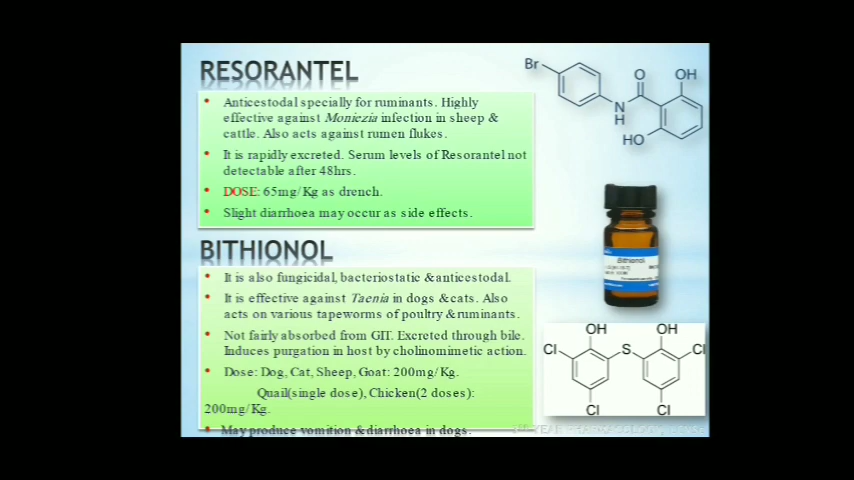 RESORANTEL
• Anticestodal specially for ruminants. Highly
effective against Moniezia infection in sheep &
cattle. Also acts against rumen flukes.
• It is rapidly excreted. Serum levels of Resorantel not
detectable after 48hrs.
• DOSE: 65mg/Kg as drench.
• Slight diarrhoea may occur as side effects.
Br
O
OH
N
H
HO
BITHIONOL
• It is also fungicidal, bacteriostatic &anticestodal.
• It is effective against Taenia in dogs &cats. Also
acts on various tapeworms of poultry &ruminants.
• Not fairly absorbed from GIT. Excreted through bile.
Induces purgation in host by cholinomimetic action.
• Dose: Dog, Cat, Sheep, Goat: 200mg/Kg.
Quail(single dose), Chicken(2 doses):
200mg/Kg.
• May produce vomition &diarrhoea in dogs.
Bithionol
OH
OH
Cl
S
Cl
Cl
Cl